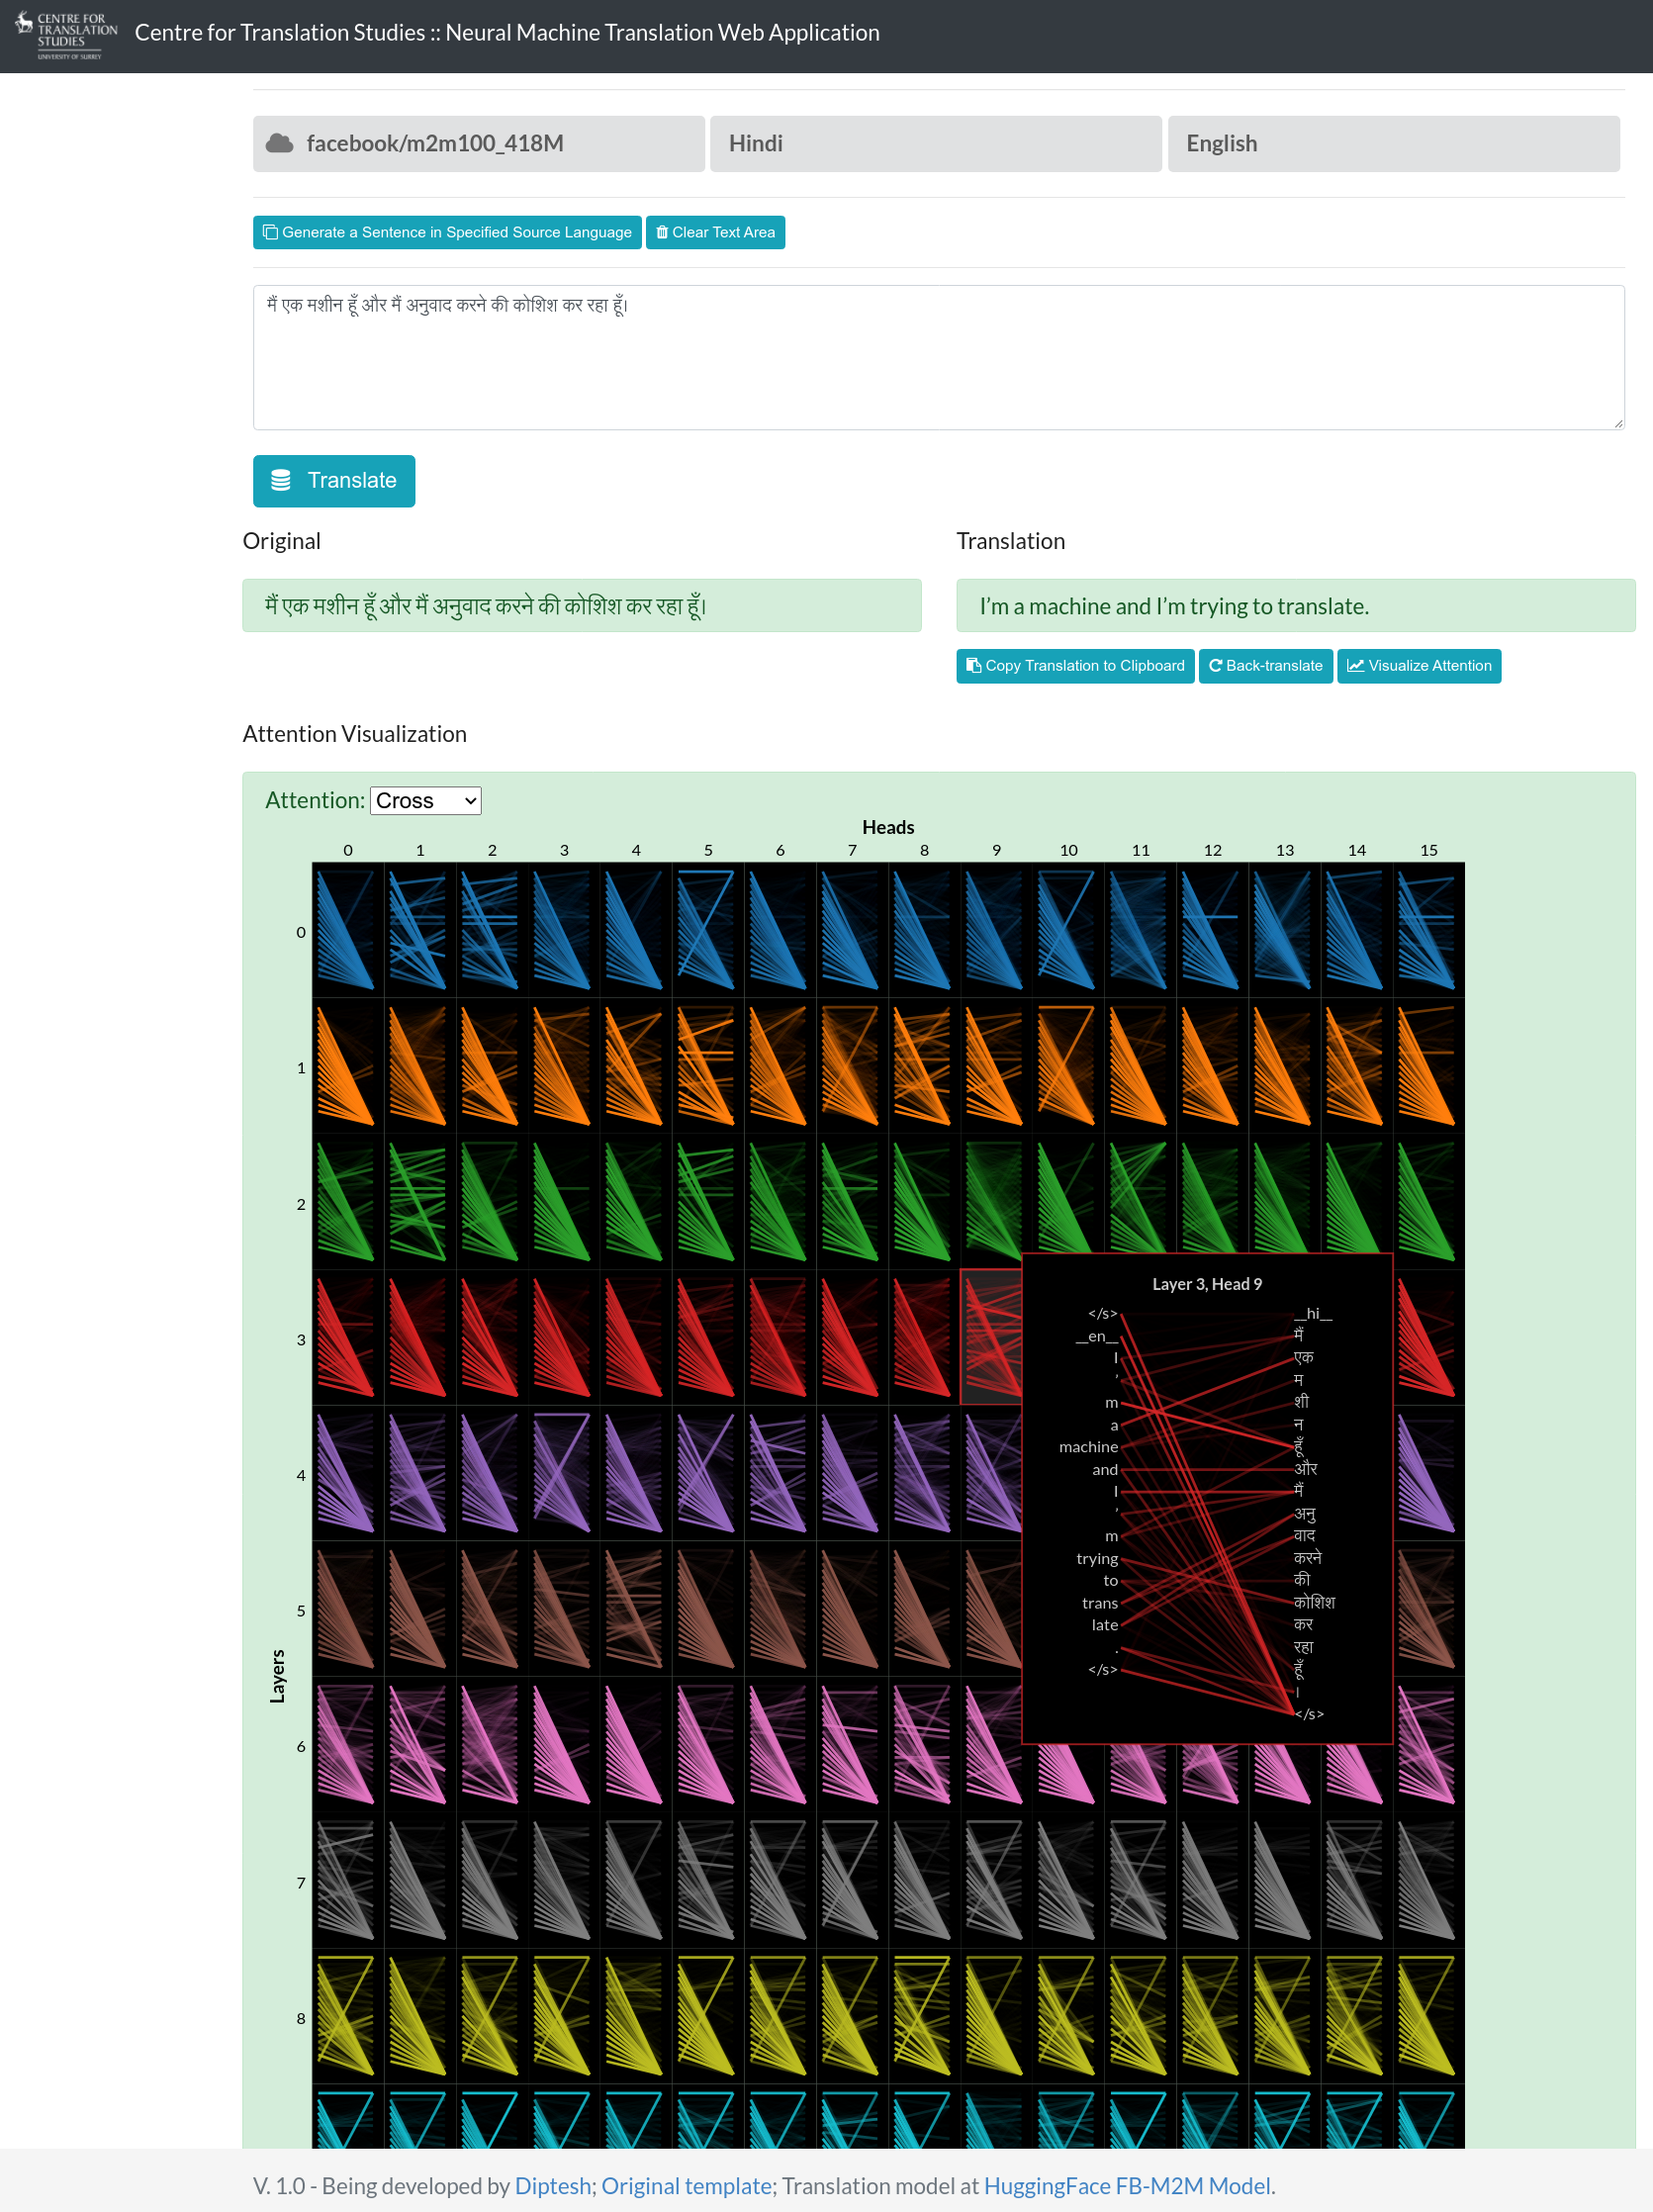 CENTRE FOR
TRANSLATION
STUDIES
UNIVERSITY OF SURREY
Centre for Translation Studies :: Neural Machine Translation Web Application
facebook/m2m100_418M
Hindi
English
Generate a Sentence in Specified Source Language
Clear Text Area
मैं एक मशीन हूँ और मैं अनुवाद करने की कोशिश कर रहा हूँ।
Translate
Original
Translation
मैं एक मशीन हूँ और मैं अनुवाद करने की कोशिश कर रहा हूँ।
I’m a machine and I’m trying to translate.
Copy Translation to Clipboard
Back-translate
Visualize Attention
Attention Visualization
Attention: Cross
Heads
0 1 2 3 4 5 6 7 8 9 10 11 12 13 14 15
0
1
2
3
4
5
6
7
8
Layers
Layer 3, Head 9
</s> __hi__
__en__ मैं
I एक
’ म
m शी
a न
machine हूँ
and और
I मैं
’ अनु
m वाद
trying करने
to की
trans कोशिश
late कर
. रहा
</s> हूँ
।
</s>
V. 1.0 - Being developed by Diptesh; Original template; Translation model at HuggingFace FB-M2M Model.